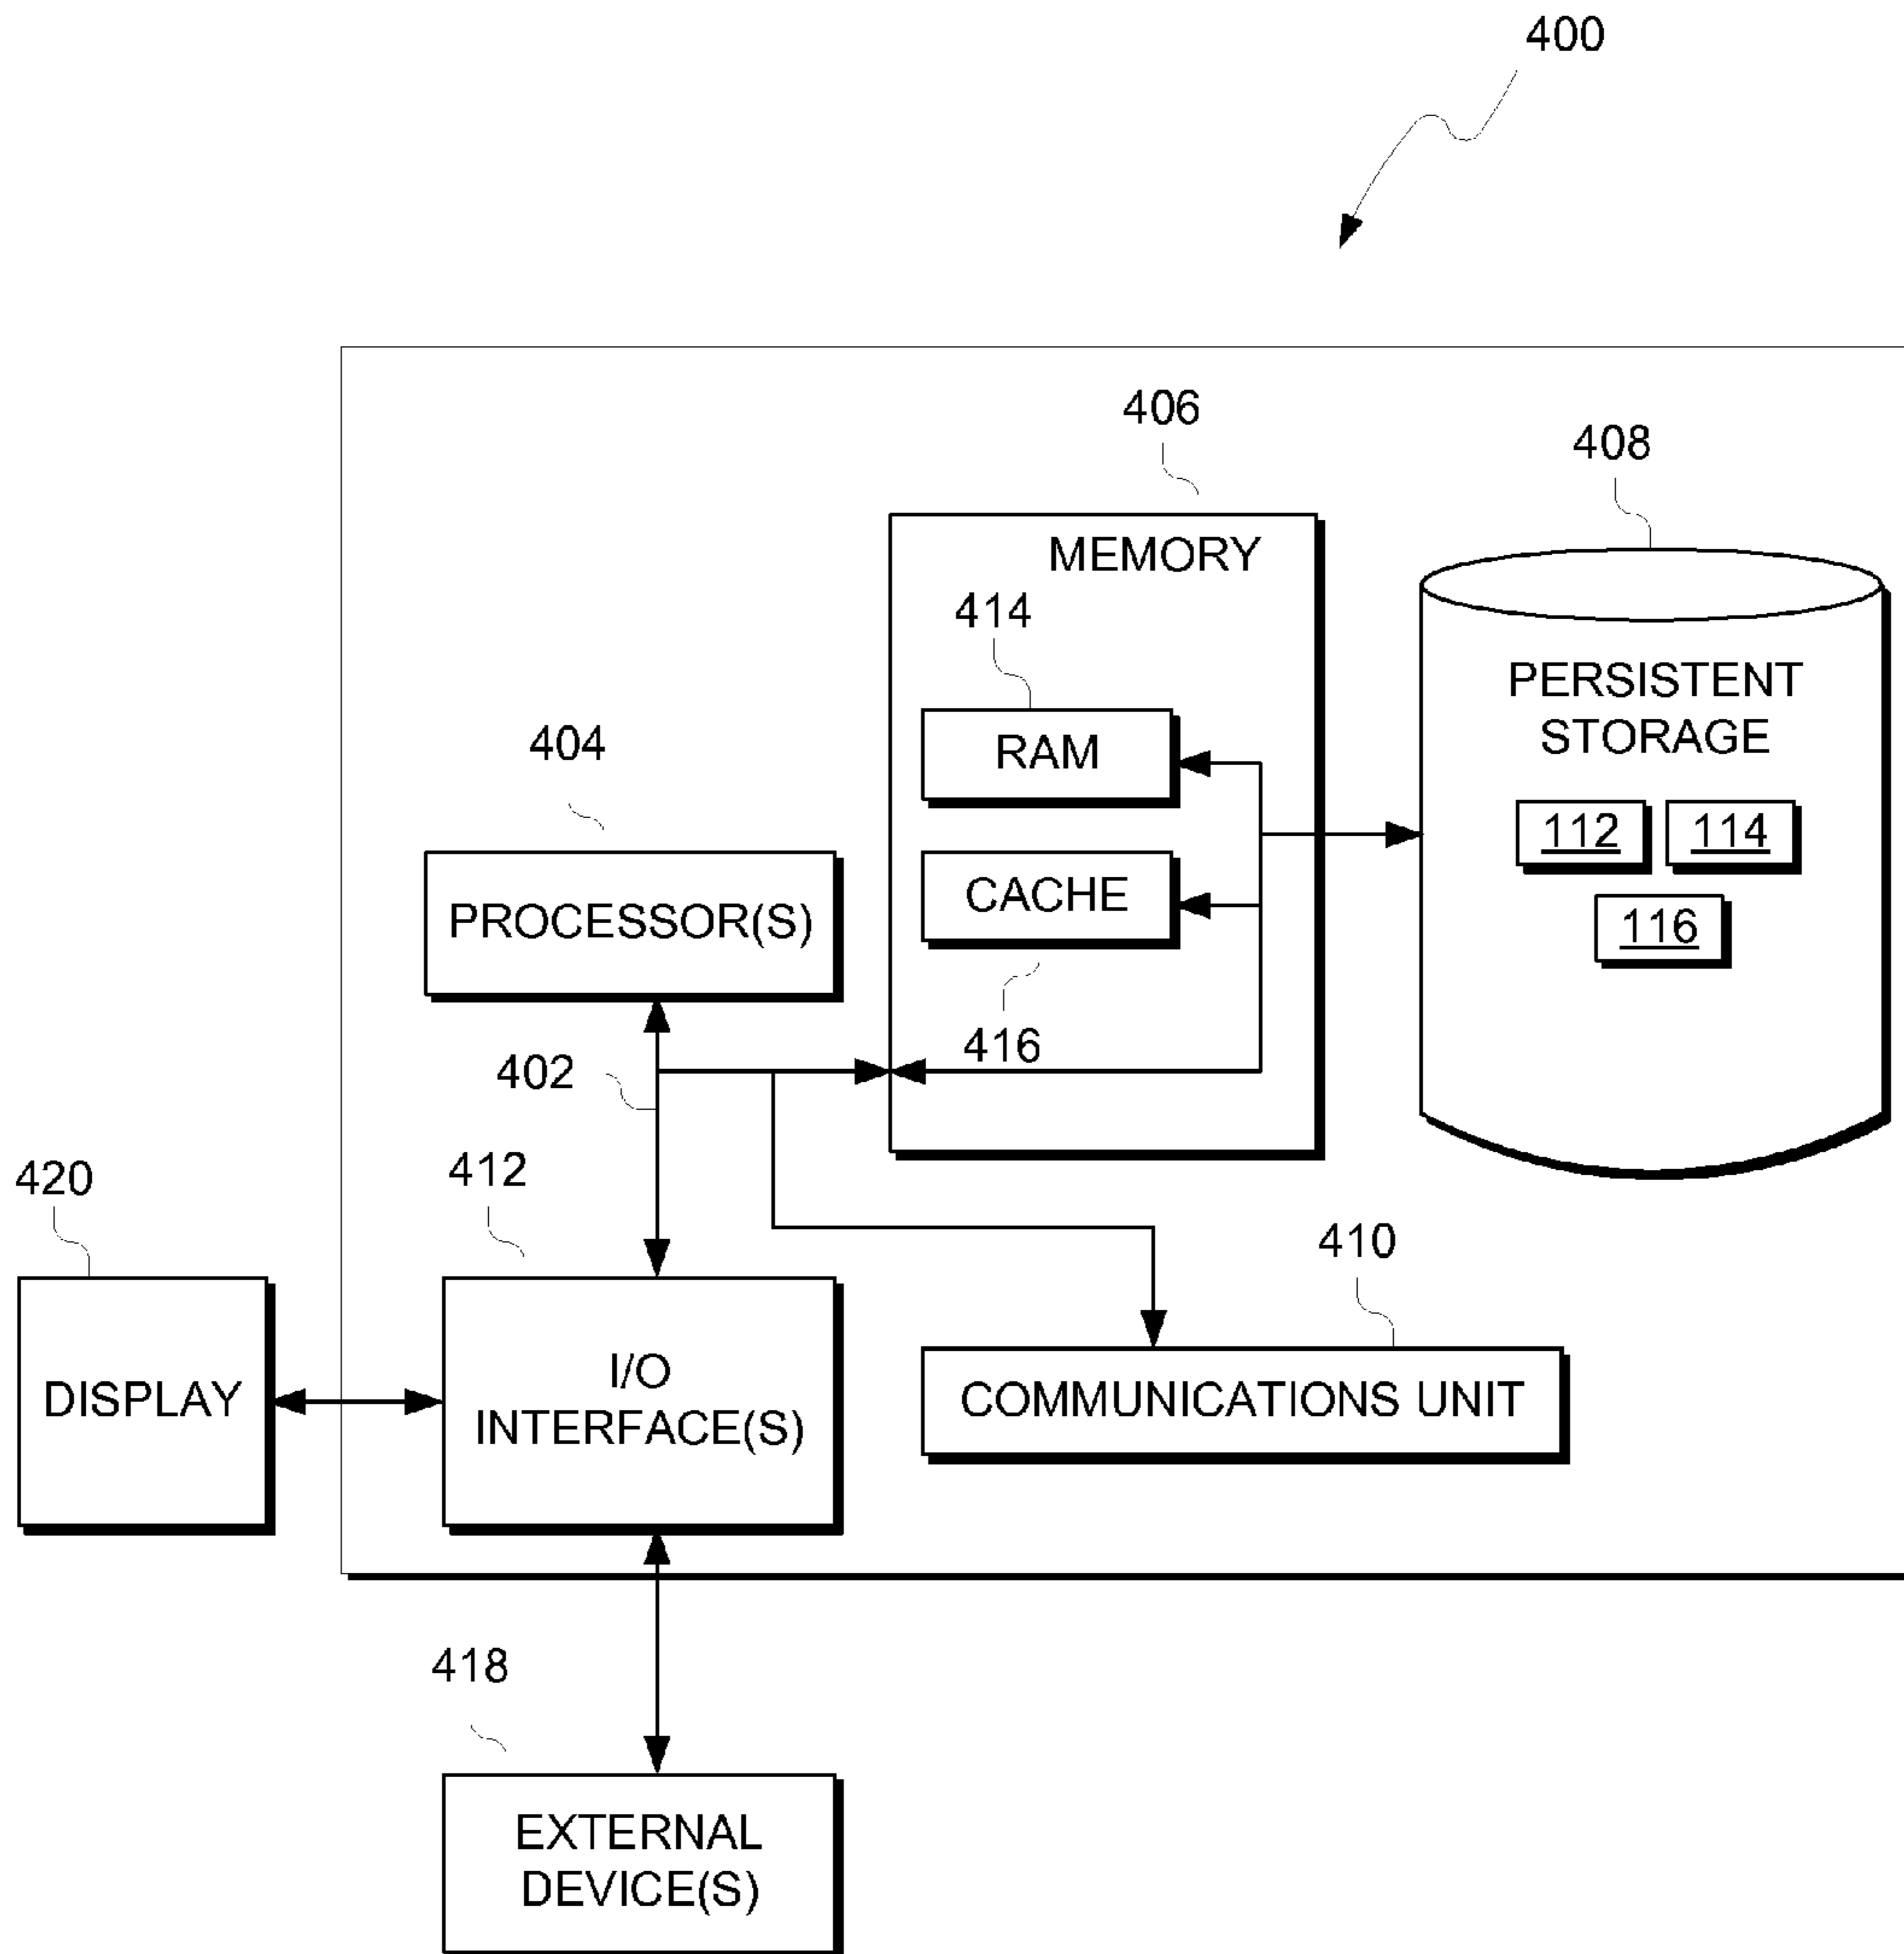 400
406
408
MEMORY
414
RAM
PERSISTENT
STORAGE
404
112
114
CACHE
PROCESSOR(S)
116
416
402
412
420
410
I/O
INTERFACE(S)
DISPLAY
COMMUNICATIONS UNIT
418
EXTERNAL
DEVICE(S)